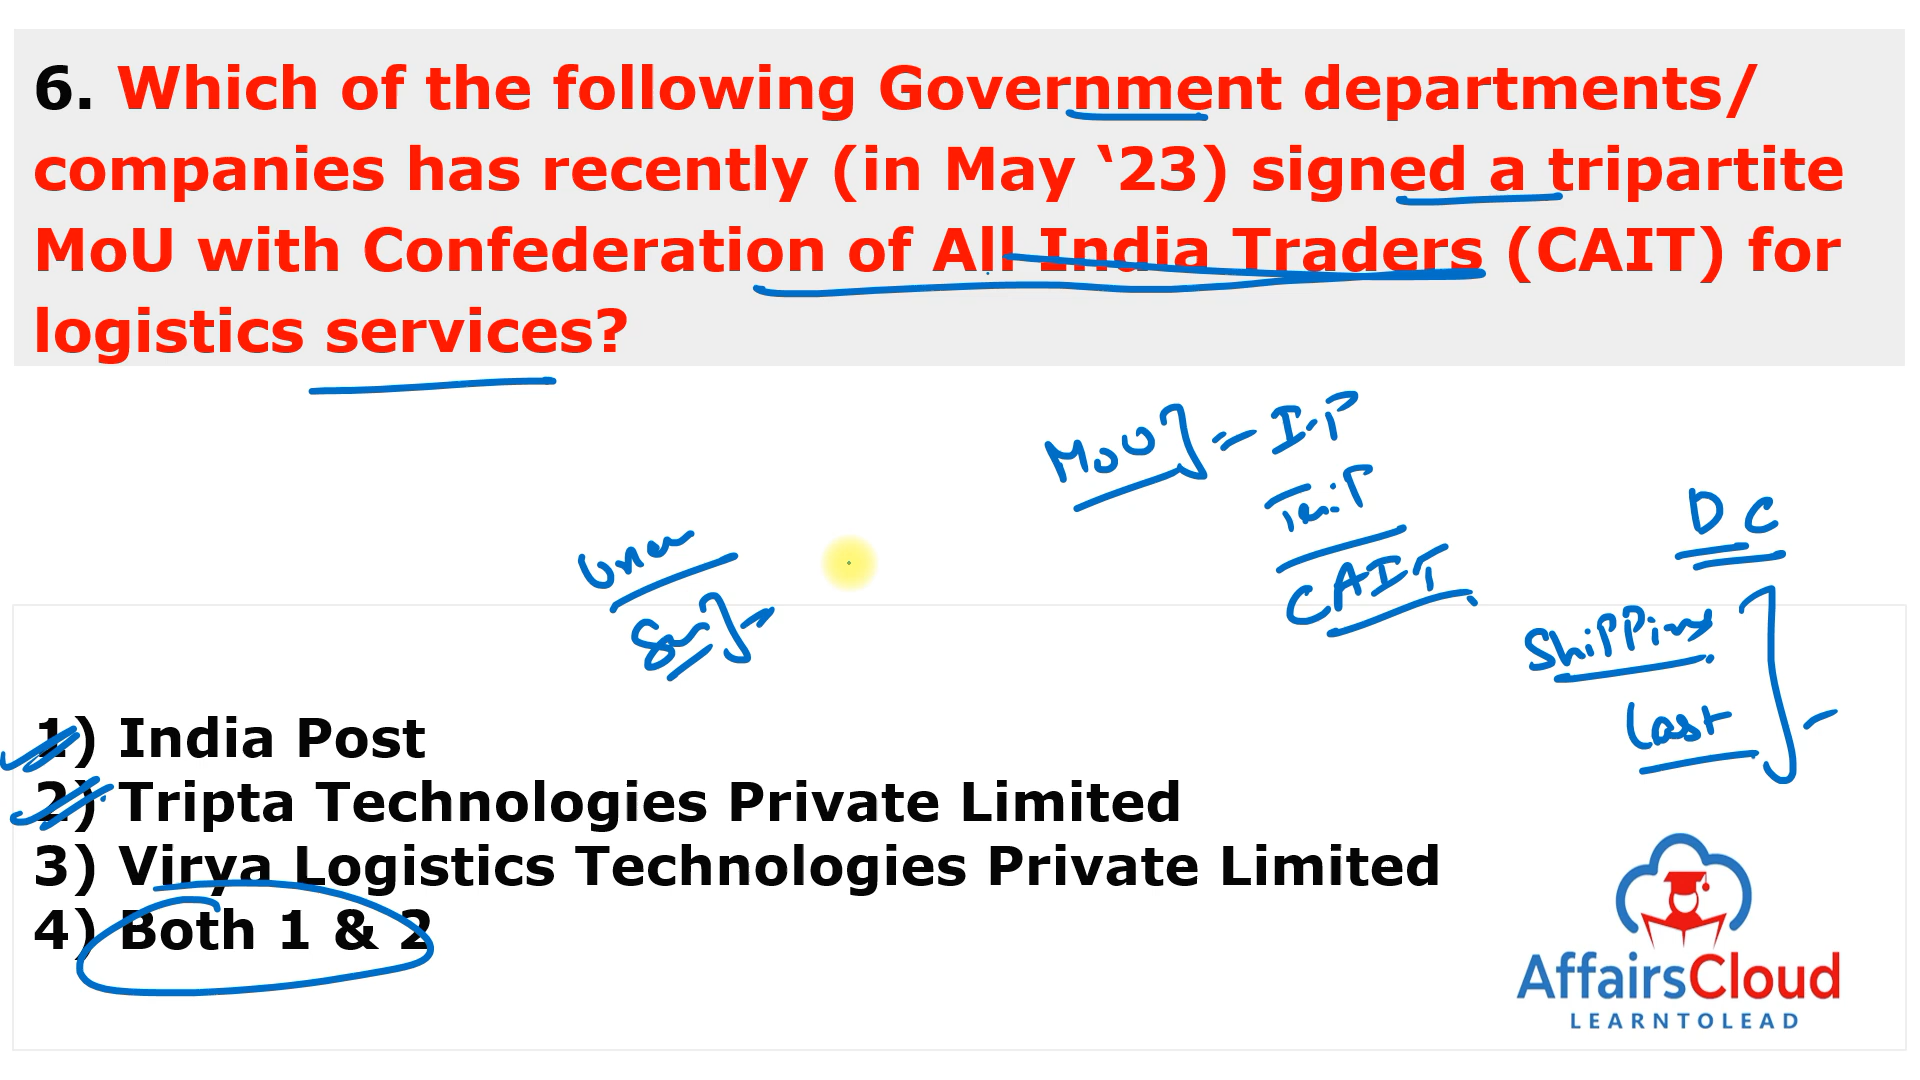 6. Which of the following Government departments/
companies has recently (in May ‘23) signed a tripartite
MoU with Confederation of All India Traders (CAIT) for
logistics services?
MoU] = I.P
CAIT
DC
Shipping
Last
1) India Post
2) Tripta Technologies Private Limited
3) Virya Logistics Technologies Private Limited
4) Both 1 & 2
AffairsCloud
LEARNTOLEAD